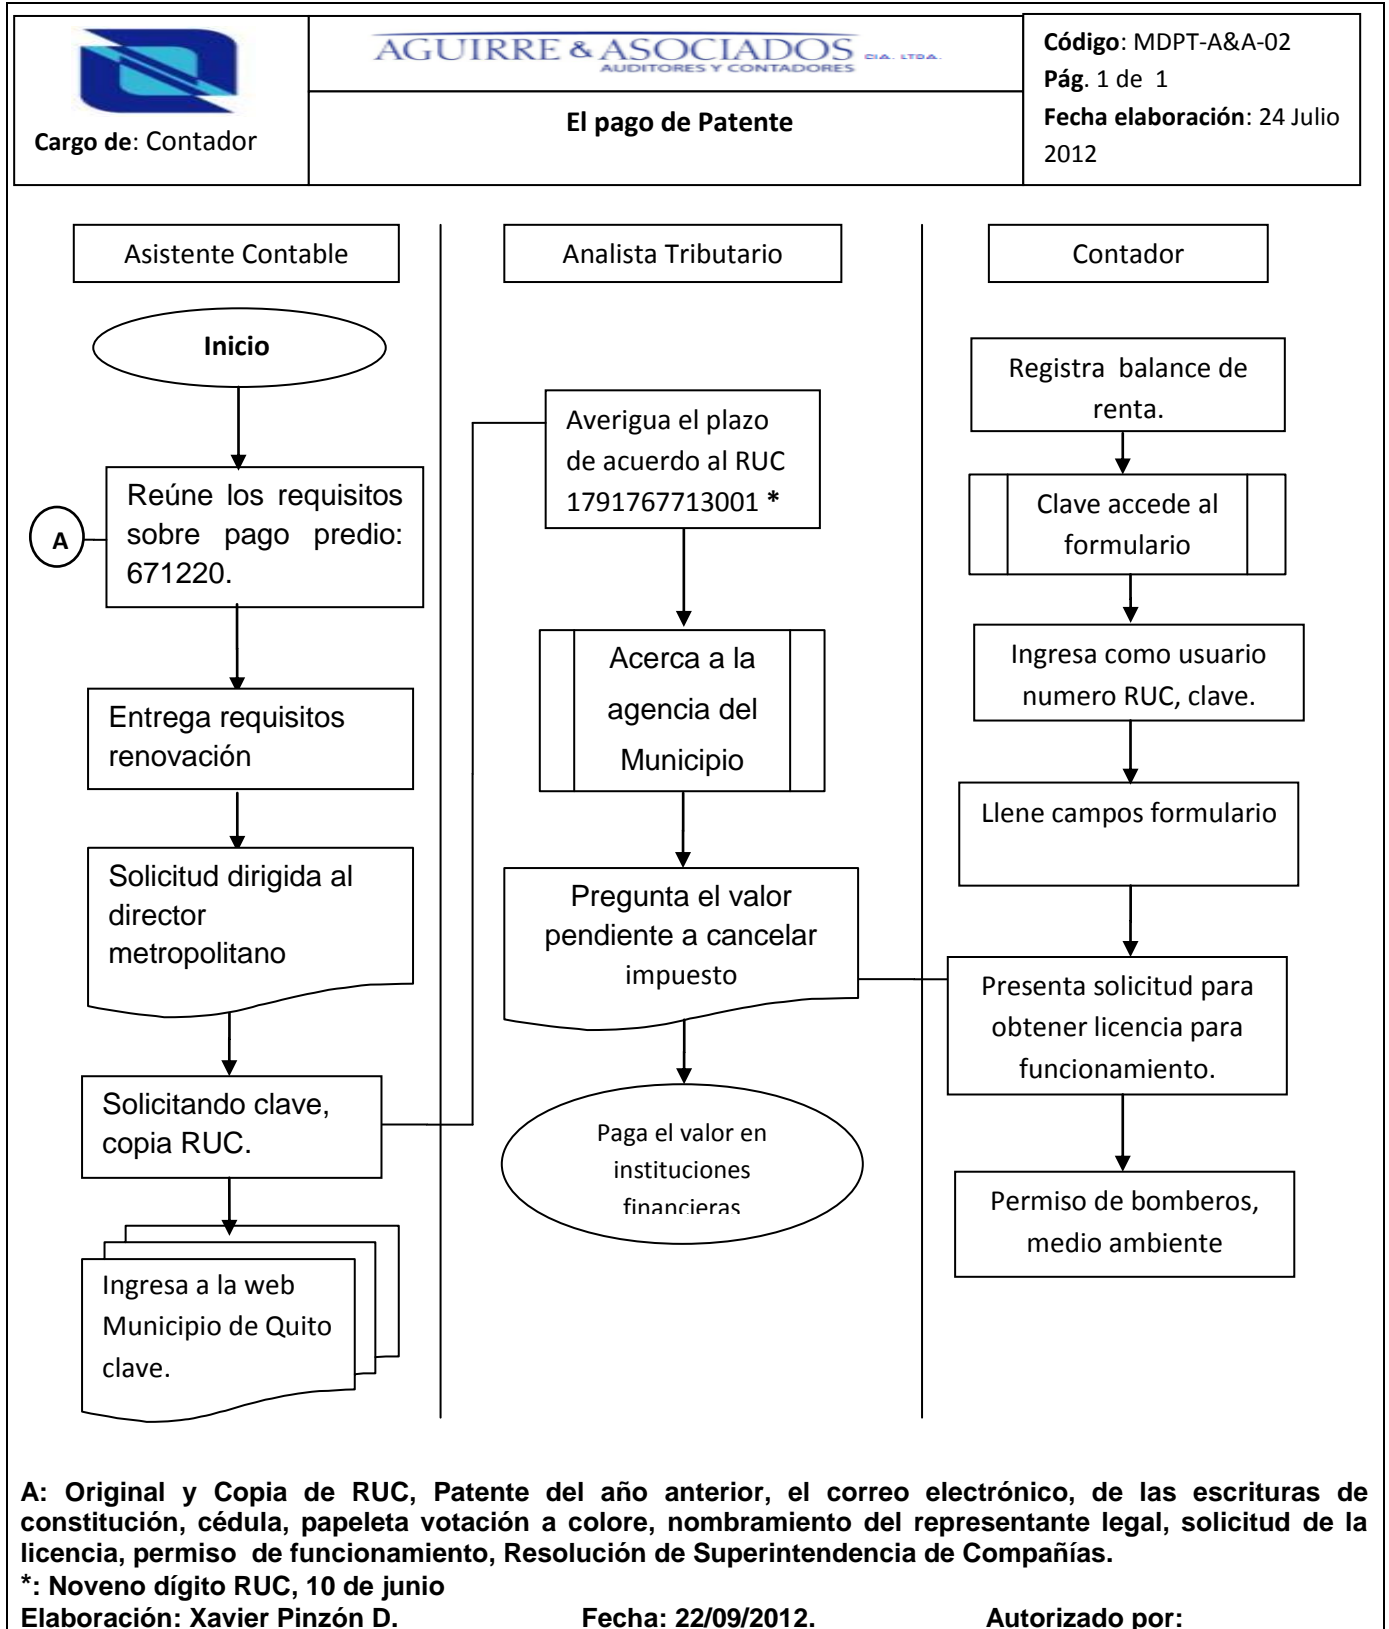 AGUIRRE & ASOCIADOS CIA. LTDA.
AUDITORES Y CONTADORES
Cargo de: Contador
El pago de Patente
Código: MDPT-A&A-02
Pág. 1 de 1
Fecha elaboración: 24 Julio
2012
Asistente Contable
Inicio
A
Reúne los requisitos
sobre pago predio:
671220.
Entrega requisitos
renovación
Solicitud dirigida al
director
metropolitano
Solicitando clave,
copia RUC.
Ingresa a la web
Municipio de Quito
clave.
Analista Tributario
Averigua el plazo
de acuerdo al RUC
1791767713001 *
Acerca a la
agencia del
Municipio
Pregunta el valor
pendiente a cancelar
impuesto
Paga el valor en
instituciones
financieras
Contador
Registra balance de
renta.
Clave accede al
formulario
Ingresa como usuario
numero RUC, clave.
Llene campos formulario
Presenta solicitud para
obtener licencia para
funcionamiento.
Permiso de bomberos,
medio ambiente
A: Original y Copia de RUC, Patente del año anterior, el correo electrónico, de las escrituras de
constitución, cédula, papeleta votación a colore, nombramiento del representante legal, solicitud de la
licencia, permiso de funcionamiento, Resolución de Superintendencia de Compañías.
*: Noveno dígito RUC, 10 de junio
Elaboración: Xavier Pinzón D. Fecha: 22/09/2012. Autorizado por: